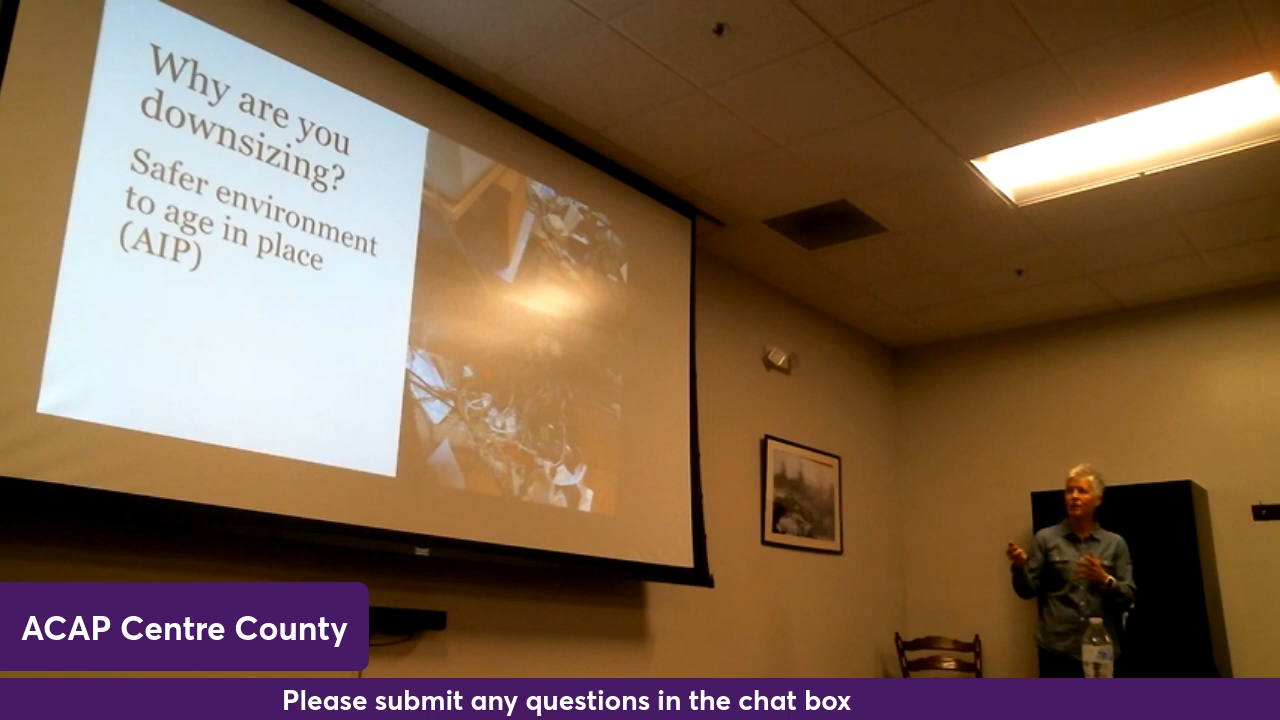 Why are you
downsizing?
Safer environment
to age in place
(AIP)
ACAP Centre County
Please submit any questions in the chat box